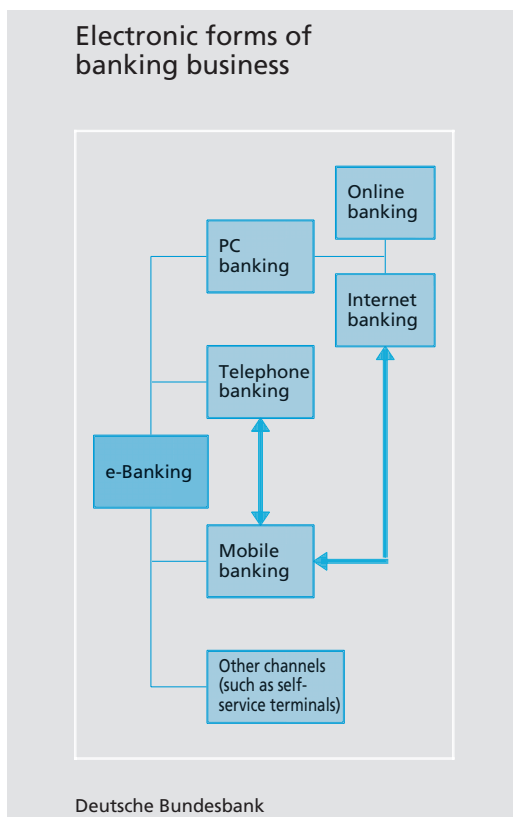 Electronic forms of
banking business
Online
banking
PC
banking
Internet
banking
Telephone
banking
e-Banking
Mobile
banking
Other channels
(such as self-
service terminals)
Deutsche Bundesbank